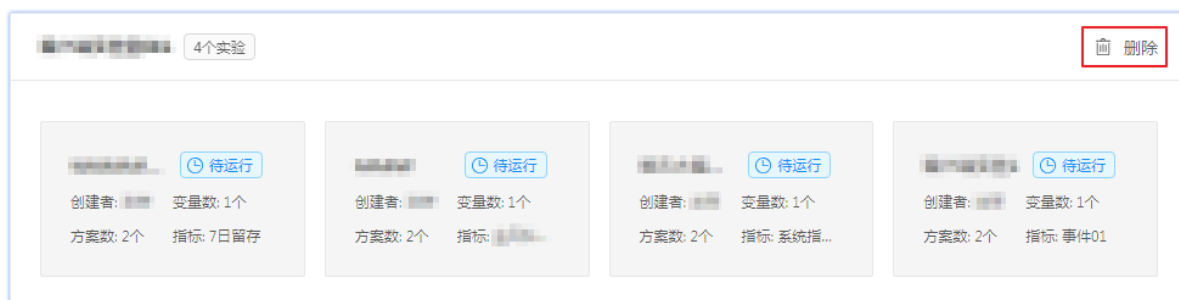 4个实验
删除
待运行
创建者:
变量数: 1个
方案数: 2个
指标: 7日留存
待运行
创建者:
变量数: 1个
方案数: 2个
指标:
待运行
创建者:
变量数: 1个
方案数: 2个
指标: 系统指...
待运行
创建者:
变量数: 1个
方案数: 2个
指标: 事件01